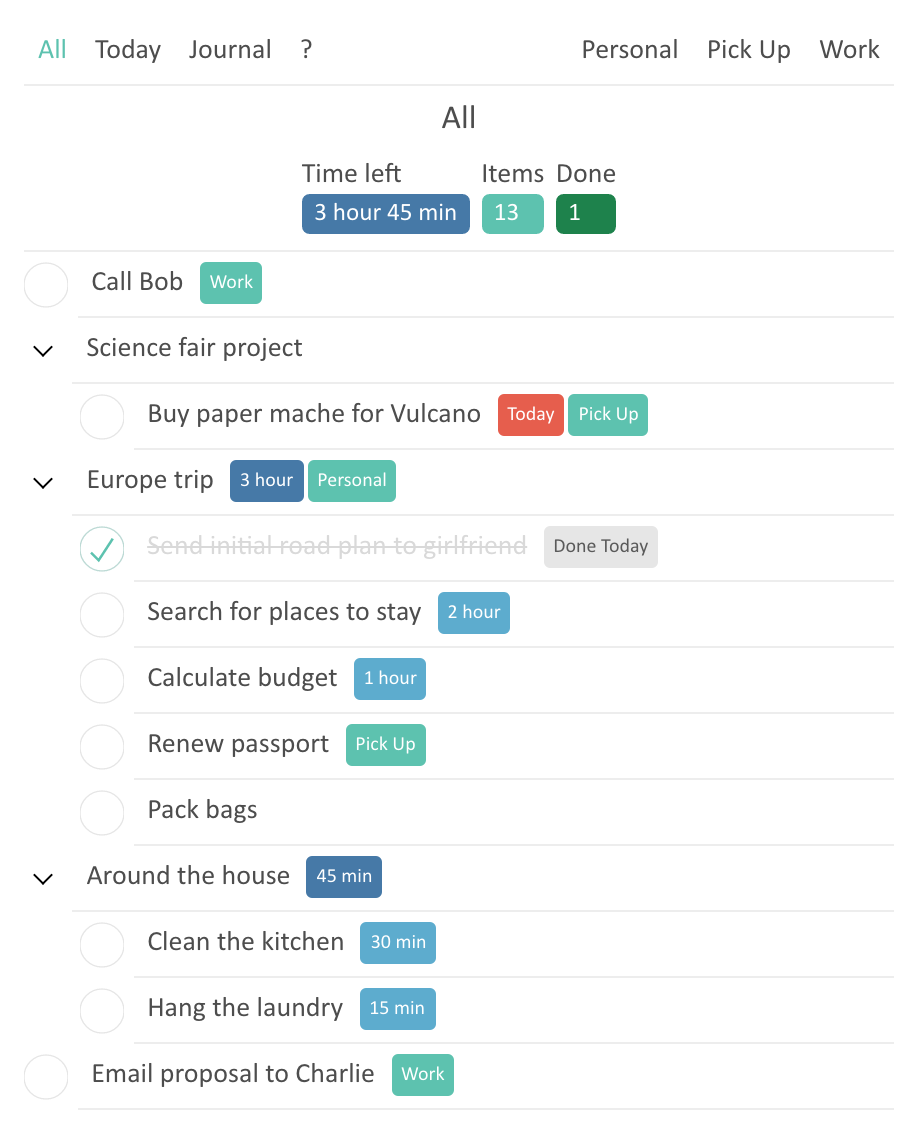 All Today Journal ? Personal Pick Up Work
All
Time left Items Done
3 hour 45 min 13 1
Call Bob Work
Science fair project
Buy paper mache for Vulcano Today Pick Up
Europe trip 3 hour Personal
Send initial road plan to girlfriend Done Today
Search for places to stay 2 hour
Calculate budget 1 hour
Renew passport Pick Up
Pack bags
Around the house 45 min
Clean the kitchen 30 min
Hang the laundry 15 min
Email proposal to Charlie Work